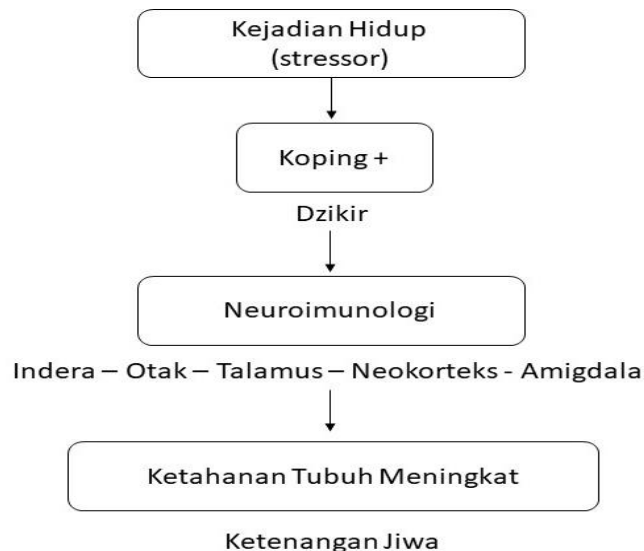 Kejadian Hidup
(stressor)
Koping +
Dzikir
Neuroimunologi
Indera – Otak – Talamus – Neokorteks - Amigdala
Ketahanan Tubuh Meningkat
Ketenangan Jiwa